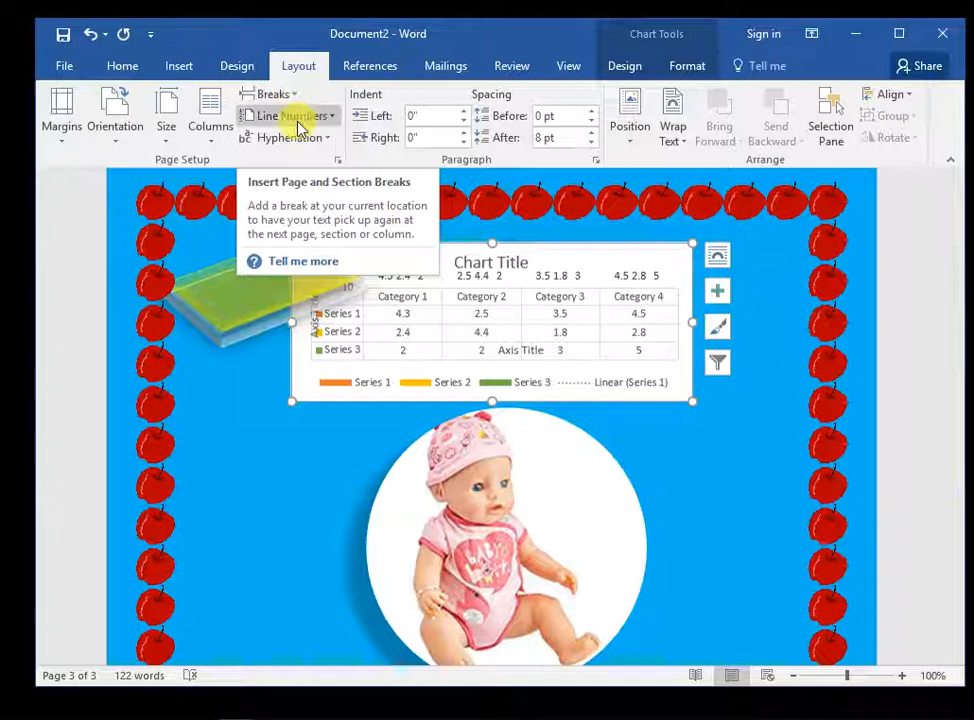 Document2 - Word
Chart Tools
Sign in
File Home Insert Design Layout References Mailings Review View Design Format Tell me Share
Margins
Orientation
Size
Columns
Breaks
Line Numbers
Hyphenation
Page Setup
Indent
Left: 0"
Right: 0"
Spacing
Before: 0 pt
After: 8 pt
Paragraph
Position
Wrap
Text
Bring
Forward
Send
Backward
Selection
Pane
Align
Group
Rotate
Arrange
Insert Page and Section Breaks
Add a break at your current location
to have your text pick up again at
the next page, section or column.
Tell me more
Chart Title
4.3 2.4 2 2.5 4.4 2 3.5 1.8 3 4.5 2.8 5
10
Category 1 Category 2 Category 3 Category 4
Series 1 4.3 2.5 3.5 4.5
Series 2 2.4 4.4 1.8 2.8
Series 3 2 2 3 5
Axis Title
Series 1 Series 2 Series 3 Linear (Series 1)
BABY
Page 3 of 3 122 words 100%